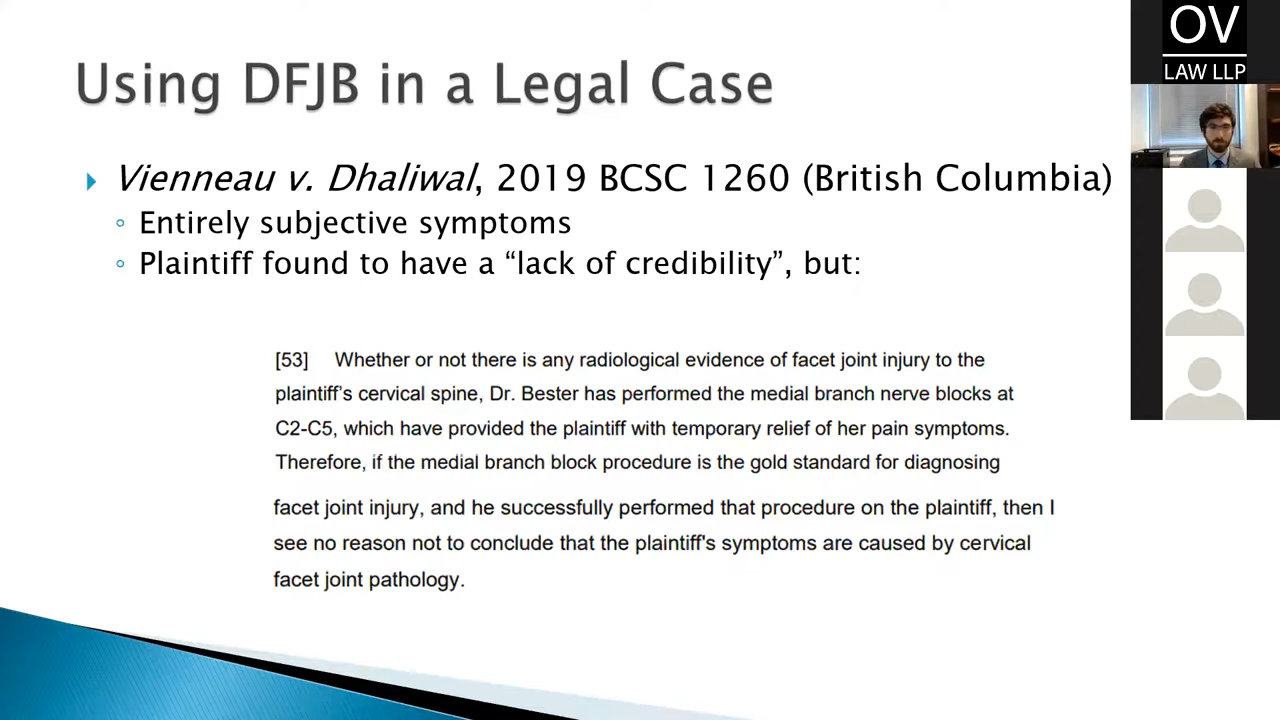 Using DFJB in a Legal Case
Vienneau v. Dhaliwal, 2019 BCSC 1260 (British Columbia)
Entirely subjective symptoms
Plaintiff found to have a “lack of credibility”, but:
[53] Whether or not there is any radiological evidence of facet joint injury to the
plaintiff's cervical spine, Dr. Bester has performed the medial branch nerve blocks at
C2-C5, which have provided the plaintiff with temporary relief of her pain symptoms.
Therefore, if the medial branch block procedure is the gold standard for diagnosing
facet joint injury, and he successfully performed that procedure on the plaintiff, then I
see no reason not to conclude that the plaintiff's symptoms are caused by cervical
facet joint pathology.
OV
LAW LLP